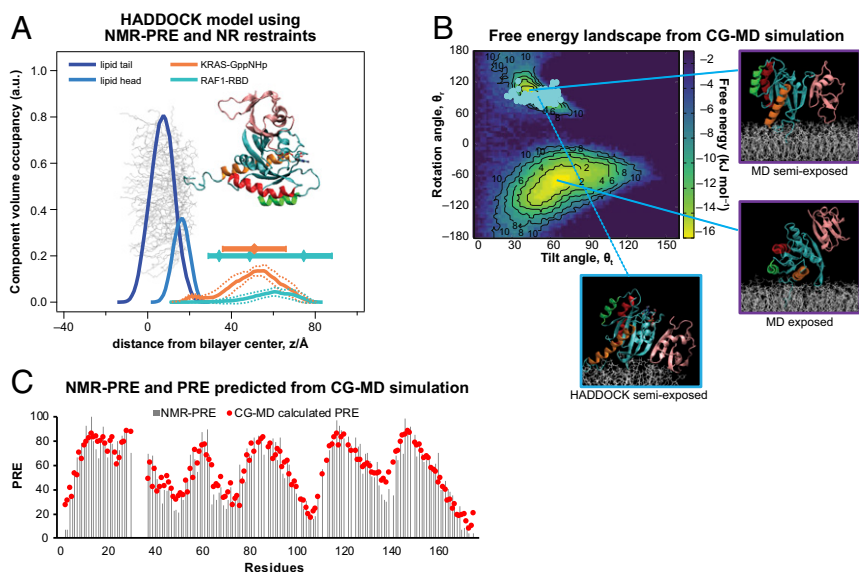 A
HADDOCK model using
NMR-PRE and NR restraints
lipid tail
lipid head
KRAS-GppNHp
RAF1-RBD
Component volume occupancy (a.u.)
1.0
0.8
0.6
0.4
0.2
0.0
−40
0
40
80
distance from bilayer center, z/Å
B
Free energy landscape from CG-MD simulation
Rotation angle, θr
180
120
60
0
−60
−120
−180
0
50
100
150
Tilt angle, θt
−2
−4
−6
−8
−10
−12
−14
−16
Free energy (kJ mol⁻¹)
MD semi-exposed
MD exposed
HADDOCK semi-exposed
C
NMR-PRE and PRE predicted from CG-MD simulation
NMR-PRE
CG-MD calculated PRE
PRE
100
80
60
40
20
0
0
20
40
60
80
100
120
140
160
Residues